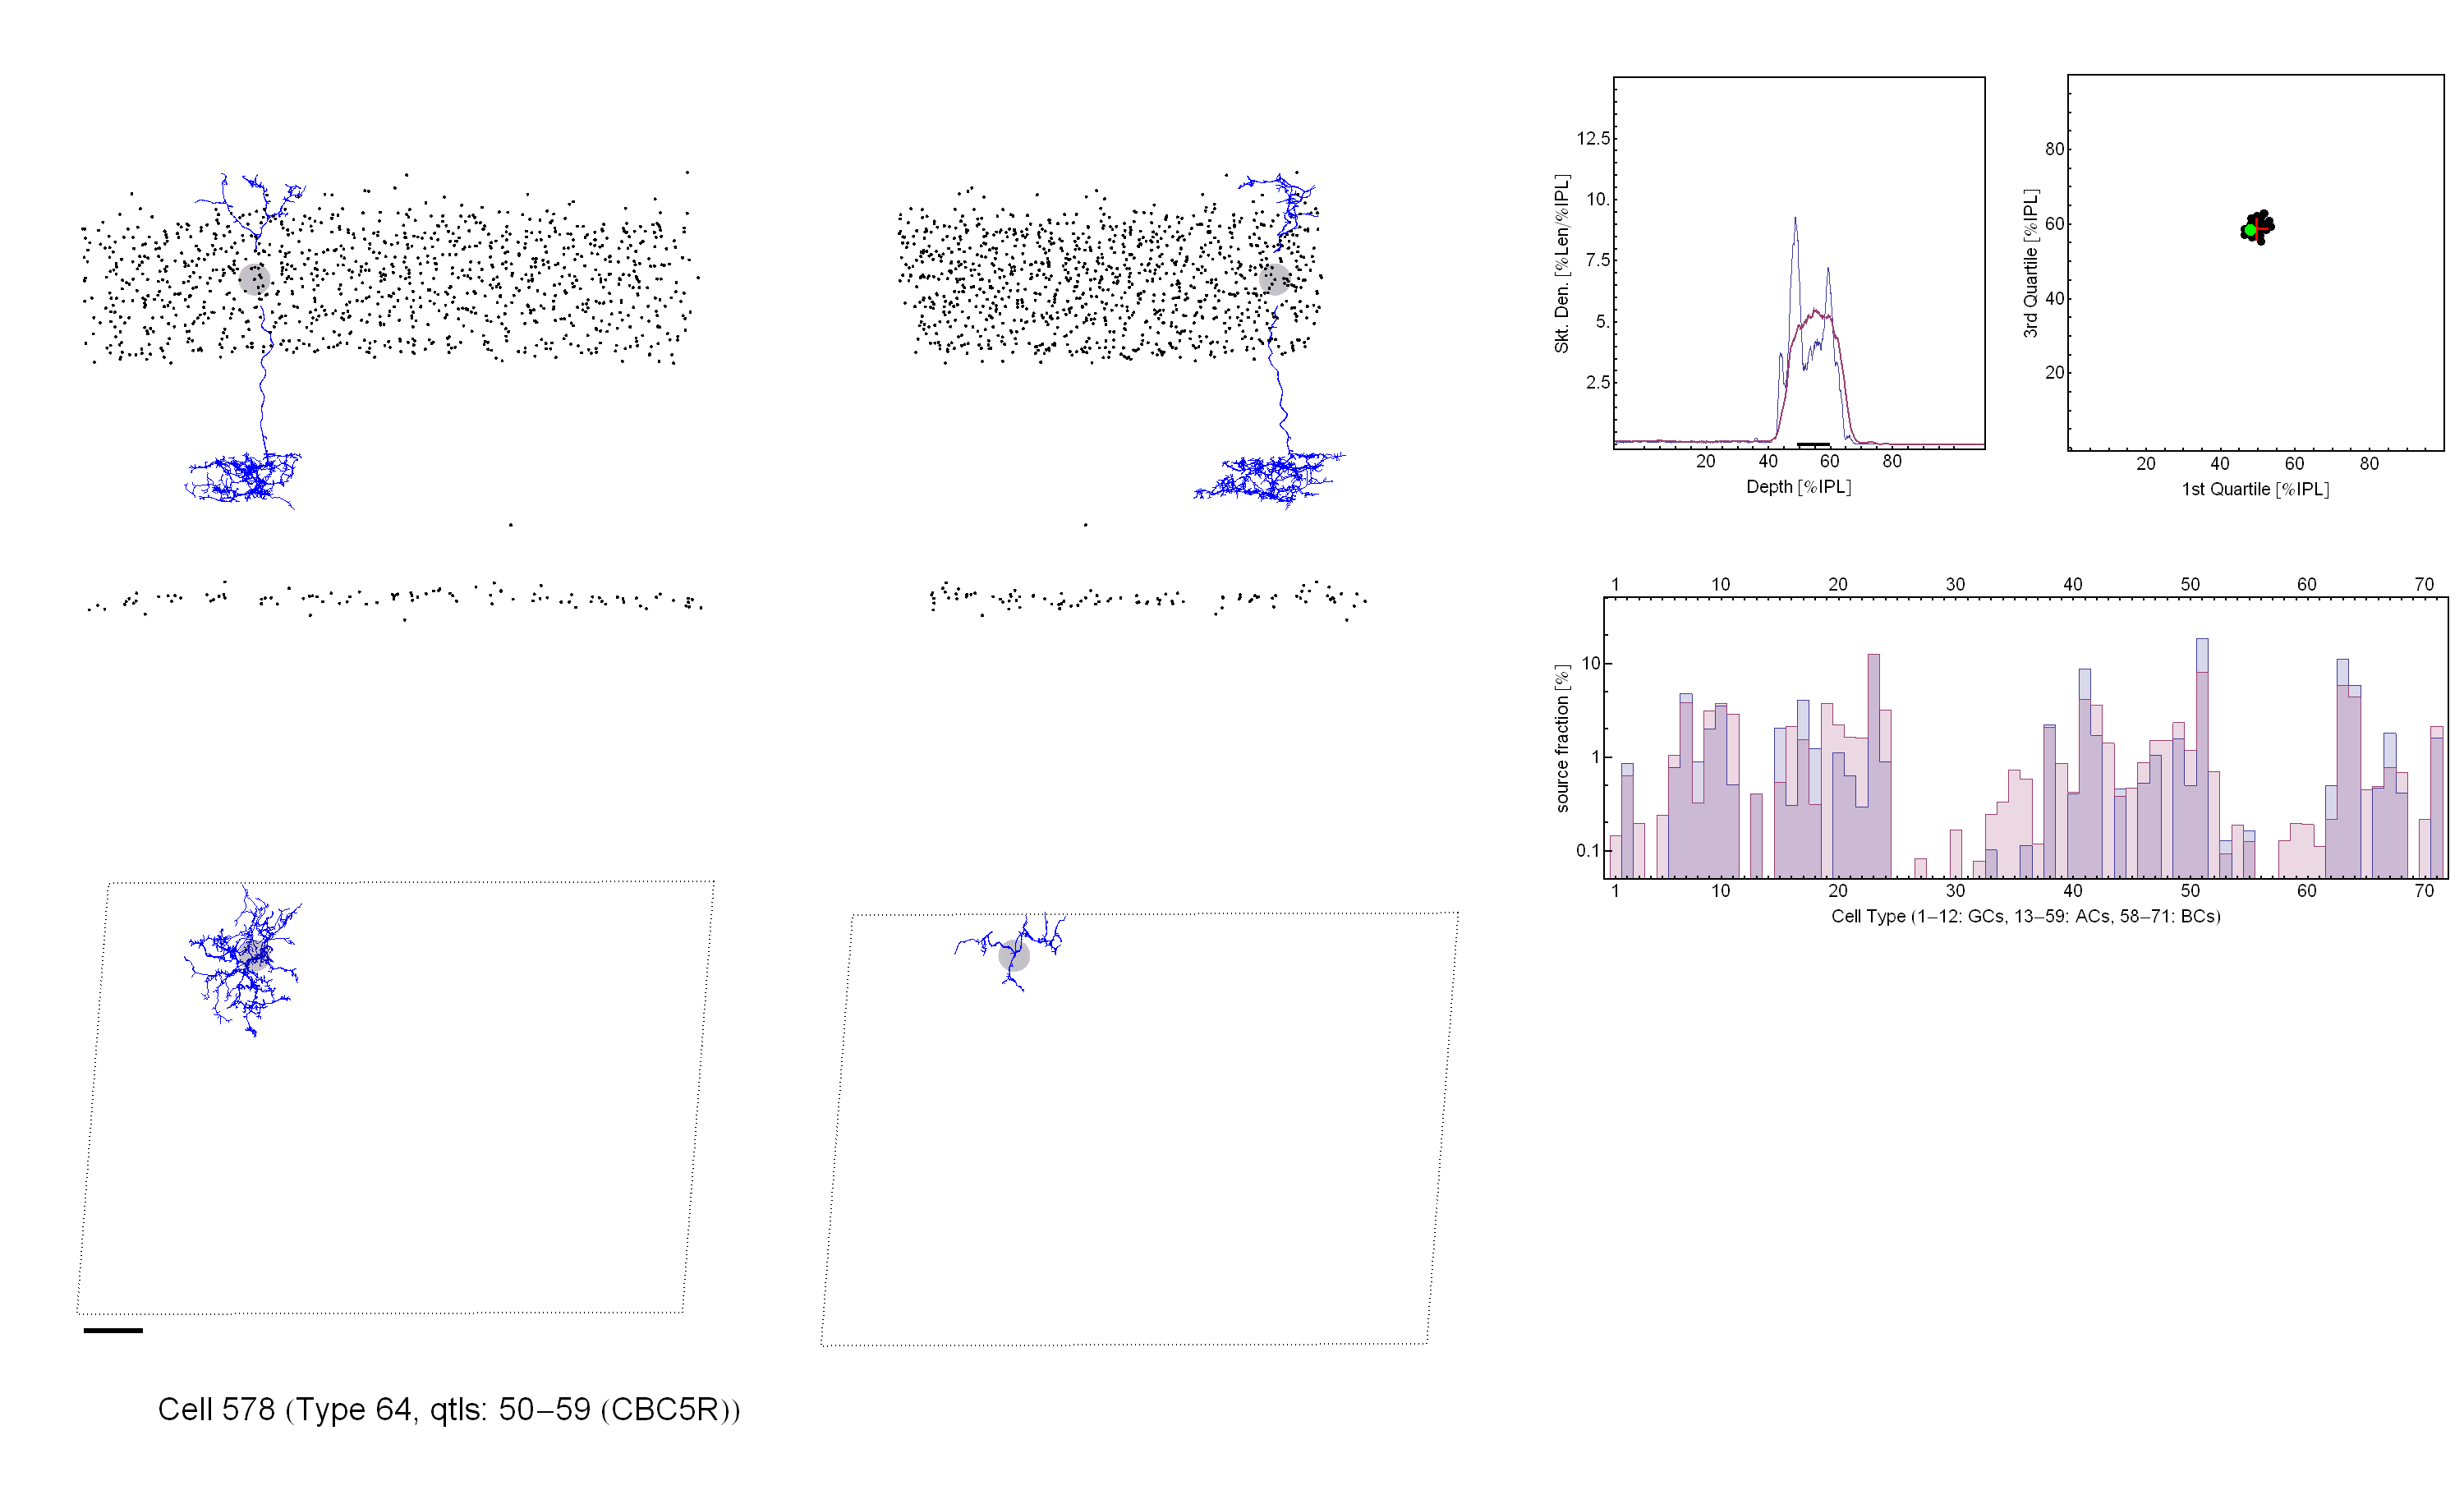 12.5
10.
7.5
5.
2.5
Skt. Den. [%Len/%IPL]
20 40 60 80
Depth [%IPL]
80
60
40
20
3rd Quartile [%IPL]
20 40 60 80
1st Quartile [%IPL]
1 10 20 30 40 50 60 70
10
1
0.1
source fraction [%]
1 10 20 30 40 50 60 70
Cell Type (1–12: GCs, 13–59: ACs, 58–71: BCs)
Cell 578 (Type 64, qtls: 50–59 (CBC5R))